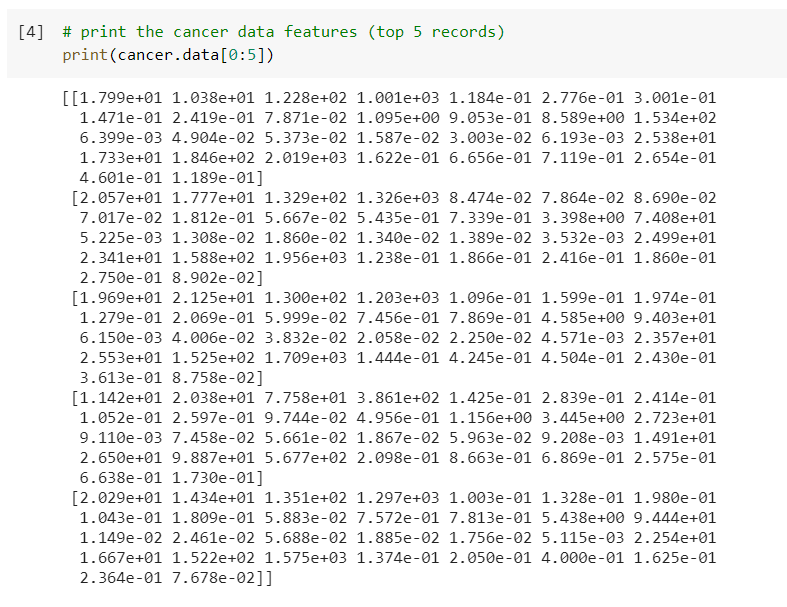 [4] # print the cancer data features (top 5 records)
print(cancer.data[0:5])
[[1.799e+01 1.038e+01 1.228e+02 1.001e+03 1.184e-01 2.776e-01 3.001e-01
1.471e-01 2.419e-01 7.871e-02 1.095e+00 9.053e-01 8.589e+00 1.534e+02
6.399e-03 4.904e-02 5.373e-02 1.587e-02 3.003e-02 6.193e-03 2.538e+01
1.733e+01 1.846e+02 2.019e+03 1.622e-01 6.656e-01 7.119e-01 2.654e-01
4.601e-01 1.189e-01]
[2.057e+01 1.777e+01 1.329e+02 1.326e+03 8.474e-02 7.864e-02 8.690e-02
7.017e-02 1.812e-01 5.667e-02 5.435e-01 7.339e-01 3.398e+00 7.408e+01
5.225e-03 1.308e-02 1.860e-02 1.340e-02 1.389e-02 3.532e-03 2.499e+01
2.341e+01 1.588e+02 1.956e+03 1.238e-01 1.866e-01 2.416e-01 1.860e-01
2.750e-01 8.902e-02]
[1.969e+01 2.125e+01 1.300e+02 1.203e+03 1.096e-01 1.599e-01 1.974e-01
1.279e-01 2.069e-01 5.999e-02 7.456e-01 7.869e-01 4.585e+00 9.403e+01
6.150e-03 4.006e-02 3.832e-02 2.058e-02 2.250e-02 4.571e-03 2.357e+01
2.553e+01 1.525e+02 1.709e+03 1.444e-01 4.245e-01 4.504e-01 2.430e-01
3.613e-01 8.758e-02]
[1.142e+01 2.038e+01 7.758e+01 3.861e+02 1.425e-01 2.839e-01 2.414e-01
1.052e-01 2.597e-01 9.744e-02 4.956e-01 1.156e+00 3.445e+00 2.723e+01
9.110e-03 7.458e-02 5.661e-02 1.867e-02 5.963e-02 9.208e-03 1.491e+01
2.650e+01 9.887e+01 5.677e+02 2.098e-01 8.663e-01 6.869e-01 2.575e-01
6.638e-01 1.730e-01]
[2.029e+01 1.434e+01 1.351e+02 1.297e+03 1.003e-01 1.328e-01 1.980e-01
1.043e-01 1.809e-01 5.883e-02 7.572e-01 7.813e-01 5.438e+00 9.444e+01
1.149e-02 2.461e-02 5.688e-02 1.885e-02 1.756e-02 5.115e-03 2.254e+01
1.667e+01 1.522e+02 1.575e+03 1.374e-01 2.050e-01 4.000e-01 1.625e-01
2.364e-01 7.678e-02]]